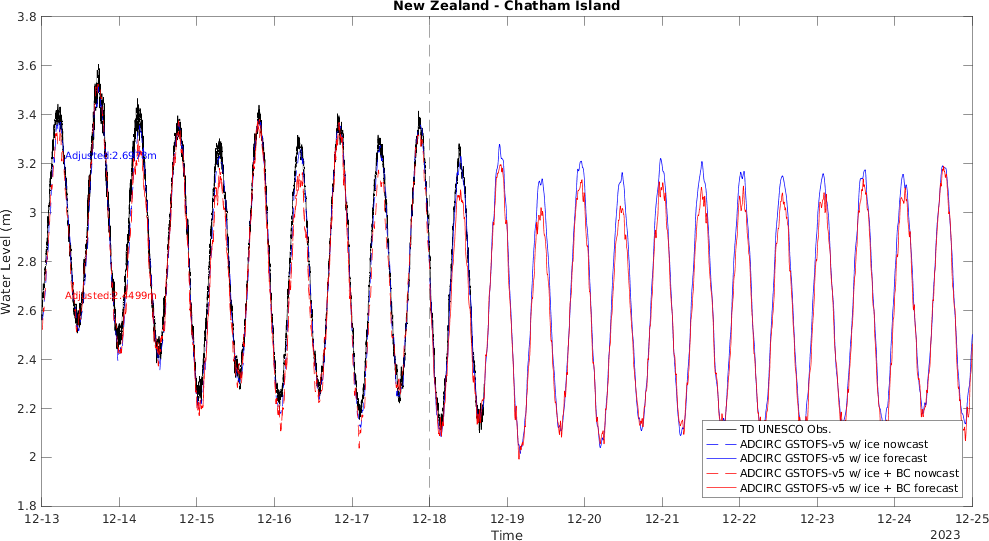 New Zealand - Chatham Island
3.8
3.6
3.4
3.2
3
2.8
2.6
2.4
2.2
2
1.8
Water Level (m)
Adjusted:
Adjusted:
TD UNESCO Obs.
ADCIRC GSTOFS-v5 w/ ice nowcast
ADCIRC GSTOFS-v5 w/ ice forecast
ADCIRC GSTOFS-v5 w/ ice + BC nowcast
ADCIRC GSTOFS-v5 w/ ice + BC forecast
12-13 12-14 12-15 12-16 12-17 12-18 12-19 12-20 12-21 12-22 12-23 12-24 12-25
Time
2023